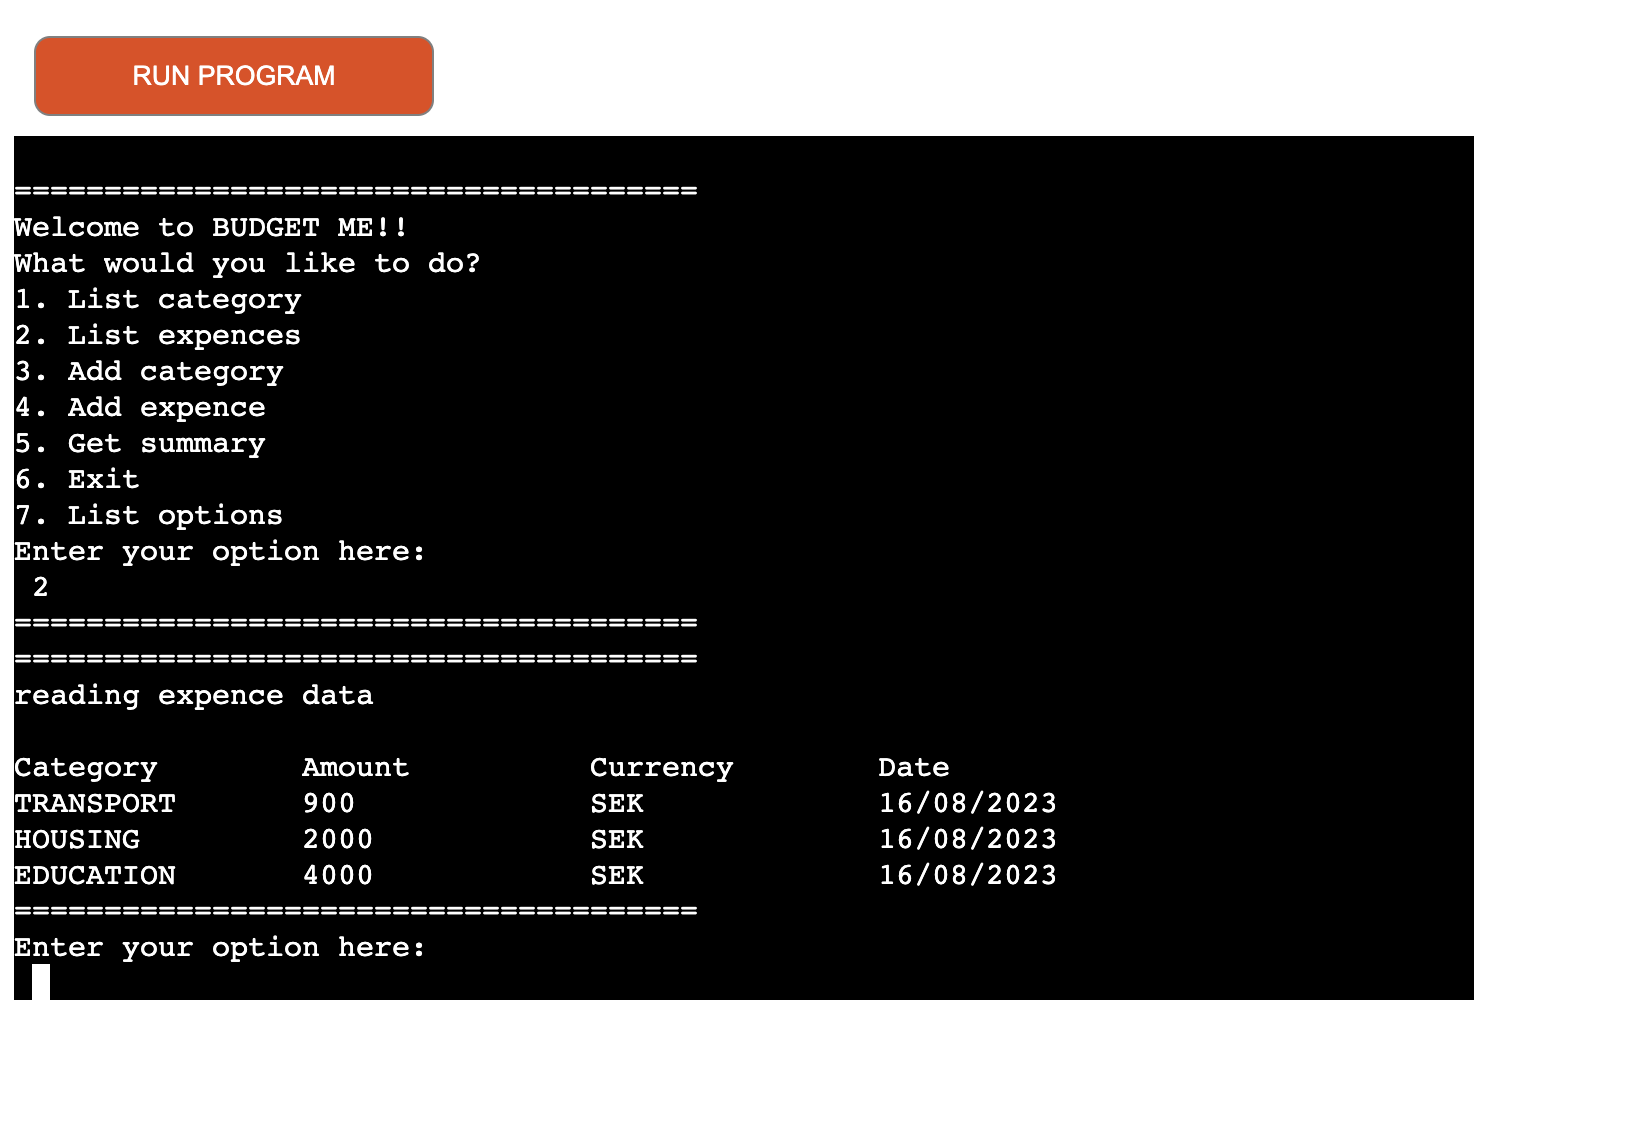 RUN PROGRAM
======================================
Welcome to BUDGET ME!!
What would you like to do?
1. List category
2. List expences
3. Add category
4. Add expence
5. Get summary
6. Exit
7. List options
Enter your option here:
2
======================================
======================================
reading expence data
Category Amount Currency Date
TRANSPORT 900 SEK 16/08/2023
HOUSING 2000 SEK 16/08/2023
EDUCATION 4000 SEK 16/08/2023
======================================
Enter your option here: